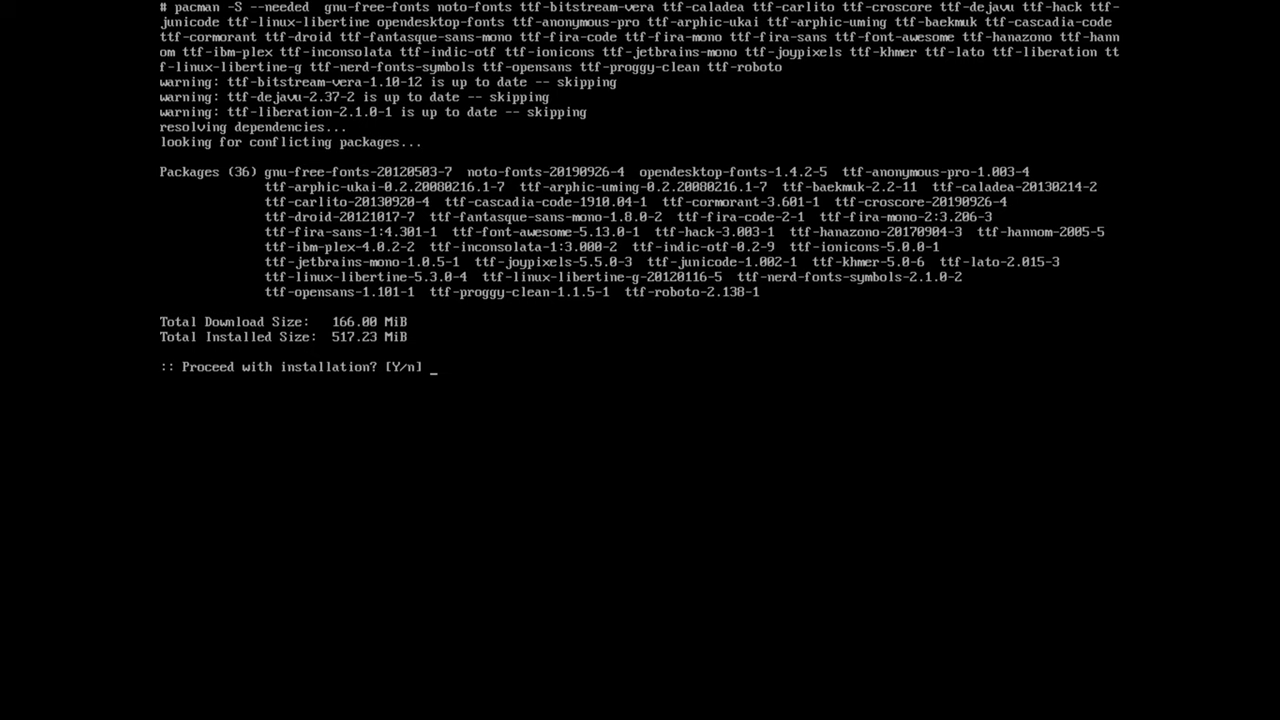 # pacman -S --needed  gnu-free-fonts noto-fonts ttf-bitstream-vera ttf-caladea ttf-carlito ttf-croscore ttf-dejavu ttf-hack ttf-
junicode ttf-linux-libertine opendesktop-fonts ttf-anonymous-pro ttf-arphic-ukai ttf-arphic-uming ttf-baekmuk ttf-cascadia-code
ttf-cormorant ttf-droid ttf-fantasque-sans-mono ttf-fira-code ttf-fira-mono ttf-fira-sans ttf-font-awesome ttf-hanazono ttf-hann
om ttf-ibm-plex ttf-inconsolata ttf-indic-otf ttf-ionicons ttf-jetbrains-mono ttf-joypixels ttf-khmer ttf-lato ttf-liberation tt
f-linux-libertine-g ttf-nerd-fonts-symbols ttf-opensans ttf-proggy-clean ttf-roboto
warning: ttf-bitstream-vera-1.10-12 is up to date -- skipping
warning: ttf-dejavu-2.37-2 is up to date -- skipping
warning: ttf-liberation-2.1.0-1 is up to date -- skipping
resolving dependencies...
looking for conflicting packages...
Packages (36) gnu-free-fonts-20120503-7  noto-fonts-20190926-4  opendesktop-fonts-1.4.2-5  ttf-anonymous-pro-1.003-4
ttf-arphic-ukai-0.2.20080216.1-7  ttf-arphic-uming-0.2.20080216.1-7  ttf-baekmuk-2.2-11  ttf-caladea-20130214-2
ttf-carlito-20130920-4  ttf-cascadia-code-1910.04-1  ttf-cormorant-3.601-1  ttf-croscore-20190926-4
ttf-droid-20121017-7  ttf-fantasque-sans-mono-1.8.0-2  ttf-fira-code-2-1  ttf-fira-mono-2:3.206-3
ttf-fira-sans-1:4.301-1  ttf-font-awesome-5.13.0-1  ttf-hack-3.003-1  ttf-hanazono-20170904-3  ttf-hannom-2005-5
ttf-ibm-plex-4.0.2-2  ttf-inconsolata-1:3.000-2  ttf-indic-otf-0.2-9  ttf-ionicons-5.0.0-1
ttf-jetbrains-mono-1.0.5-1  ttf-joypixels-5.5.0-3  ttf-junicode-1.002-1  ttf-khmer-5.0-6  ttf-lato-2.015-3
ttf-linux-libertine-5.3.0-4  ttf-linux-libertine-g-20120116-5  ttf-nerd-fonts-symbols-2.1.0-2
ttf-opensans-1.101-1  ttf-proggy-clean-1.1.5-1  ttf-roboto-2.138-1
Total Download Size:   166.00 MiB
Total Installed Size:  517.23 MiB
:: Proceed with installation? [Y/n] _